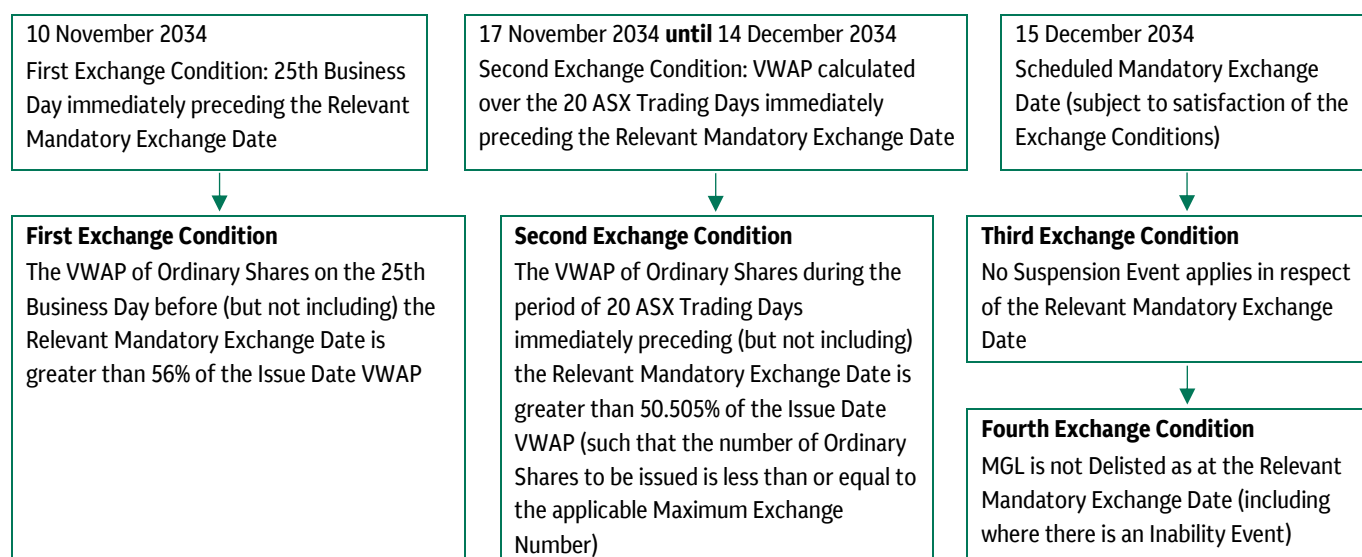 10 November 2034
First Exchange Condition: 25th Business
Day immediately preceding the Relevant
Mandatory Exchange Date
17 November 2034 until 14 December 2034
Second Exchange Condition: VWAP calculated
over the 20 ASX Trading Days immediately
preceding the Relevant Mandatory Exchange Date
15 December 2034
Scheduled Mandatory Exchange
Date (subject to satisfaction of the
Exchange Conditions)
First Exchange Condition
The VWAP of Ordinary Shares on the 25th
Business Day before (but not including) the
Relevant Mandatory Exchange Date is
greater than 56% of the Issue Date VWAP
Second Exchange Condition
The VWAP of Ordinary Shares during the
period of 20 ASX Trading Days
immediately preceding (but not including)
the Relevant Mandatory Exchange Date is
greater than 50.505% of the Issue Date
VWAP (such that the number of Ordinary
Shares to be issued is less than or equal to
the applicable Maximum Exchange
Number)
Third Exchange Condition
No Suspension Event applies in respect
of the Relevant Mandatory Exchange
Date
Fourth Exchange Condition
MGL is not Delisted as at the Relevant
Mandatory Exchange Date (including
where there is an Inability Event)